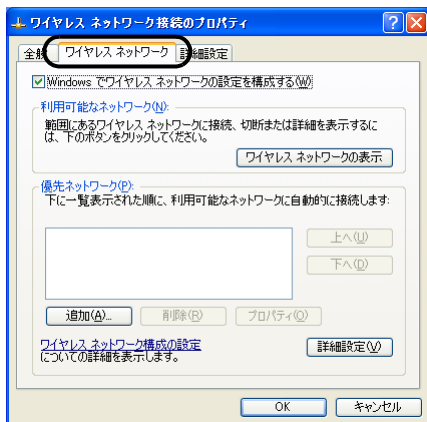 ワイヤレス ネットワーク接続のプロパティ
全般 ワイヤレス ネットワーク 詳細設定
Windows でワイヤレス ネットワークの設定を構成する(W)
利用可能なネットワーク(N):
範囲にあるワイヤレス ネットワークに接続、切断または詳細を表示するに
は、下のボタンをクリックしてください。
ワイヤレス ネットワークの表示
優先ネットワーク(P):
下に一覧表示された順に、利用可能なネットワークに自動的に接続します:
上へ(U)
下へ(D)
追加(A)... 削除(R) プロパティ(O)
ワイヤレス ネットワーク構成の設定
についての詳細を表示します。
詳細設定(V)
OK キャンセル